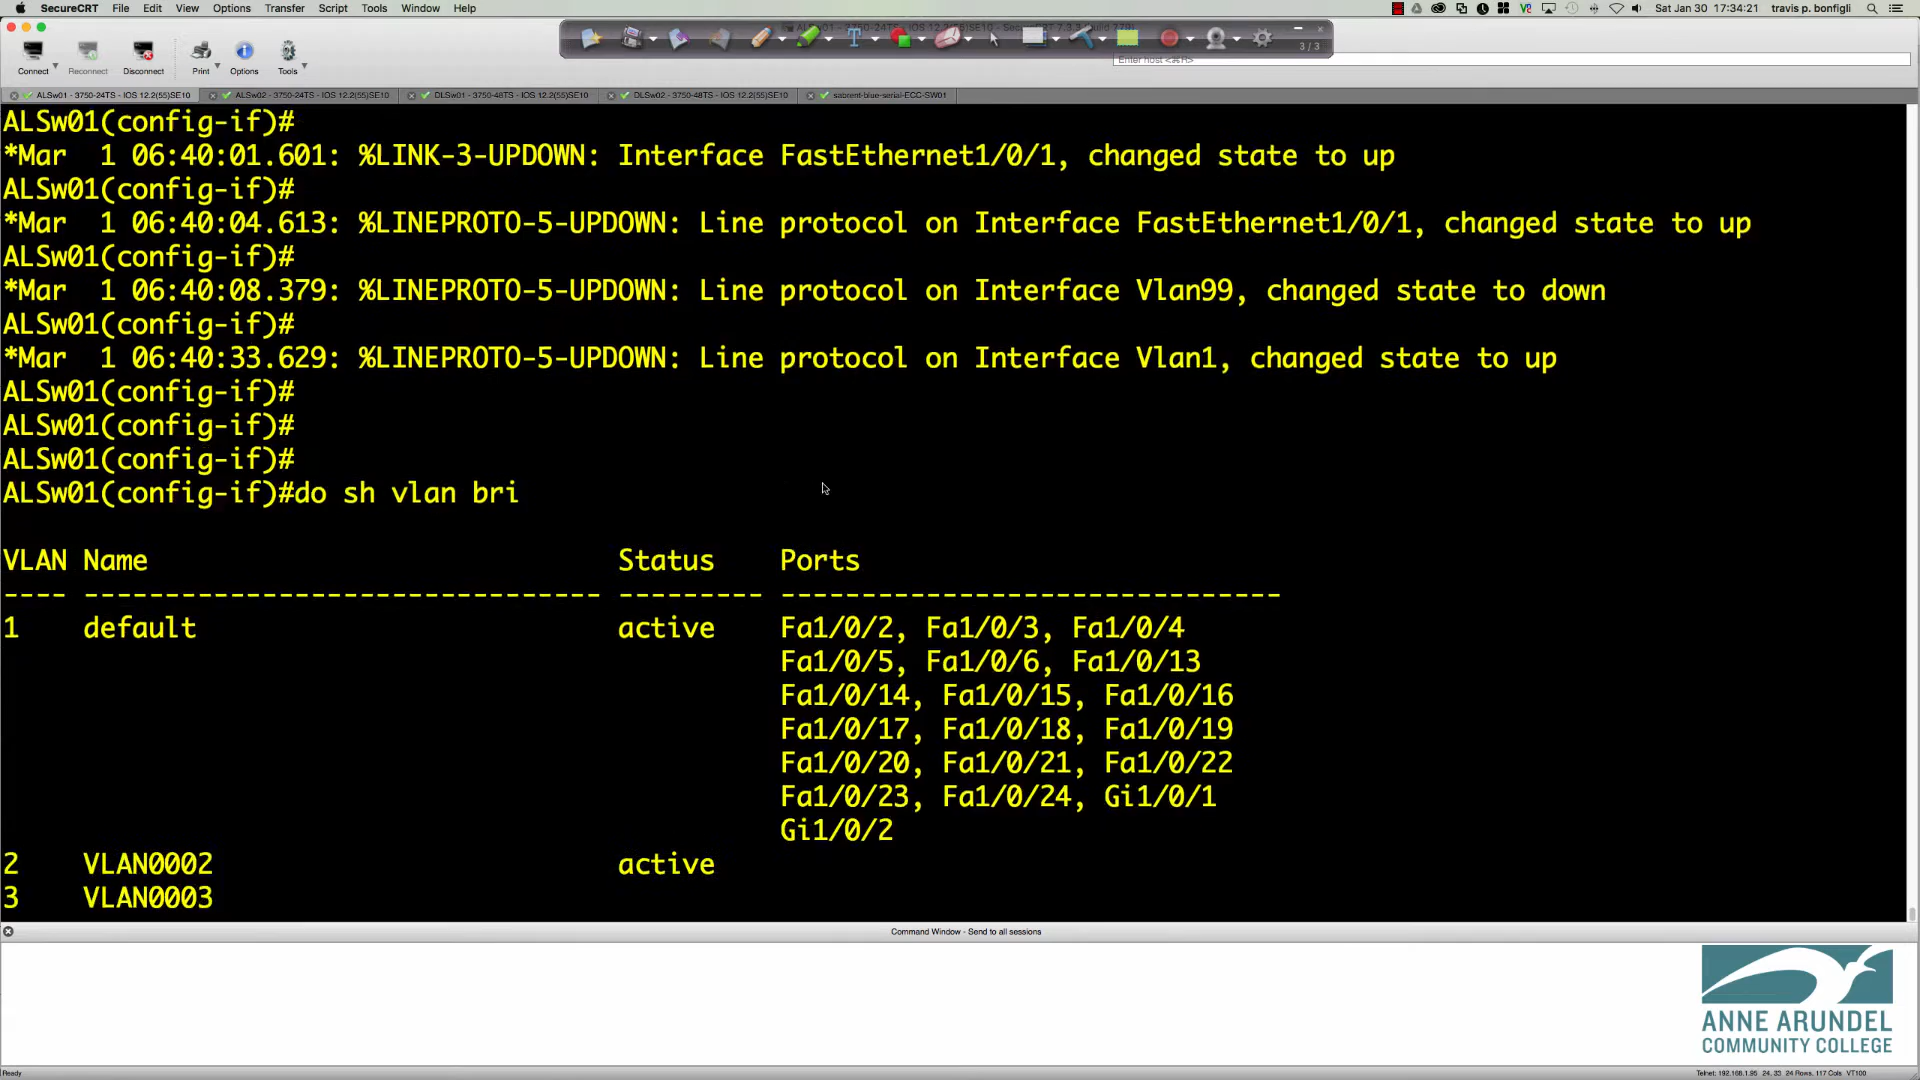 SecureCRT File Edit View Options Transfer Script Tools Window Help Sat Jan 30 17:34:21 travis p. bonfigli
Connect Reconnect Disconnect Print Options Tools
3 / 3
Enter host <⌘R>
ALSw01 - 3750-24TS - IOS 12.2(55)SE10 ALSw02 - 3750-24TS - IOS 12.2(55)SE10 DLSw01 - 3750-48TS - IOS 12.2(55)SE10 DLSw02 - 3750-48TS - IOS 12.2(55)SE10 sabrent-blue-serial-ECC-SW01
ALSw01(config-if)#
*Mar  1 06:40:01.601: %LINK-3-UPDOWN: Interface FastEthernet1/0/1, changed state to up
ALSw01(config-if)#
*Mar  1 06:40:04.613: %LINEPROTO-5-UPDOWN: Line protocol on Interface FastEthernet1/0/1, changed state to up
ALSw01(config-if)#
*Mar  1 06:40:08.379: %LINEPROTO-5-UPDOWN: Line protocol on Interface Vlan99, changed state to down
ALSw01(config-if)#
*Mar  1 06:40:33.629: %LINEPROTO-5-UPDOWN: Line protocol on Interface Vlan1, changed state to up
ALSw01(config-if)#
ALSw01(config-if)#
ALSw01(config-if)#
ALSw01(config-if)#do sh vlan bri
VLAN Name Status Ports
---- -------------------------------- --------- -------------------------------
1 default active Fa1/0/2, Fa1/0/3, Fa1/0/4
Fa1/0/5, Fa1/0/6, Fa1/0/13
Fa1/0/14, Fa1/0/15, Fa1/0/16
Fa1/0/17, Fa1/0/18, Fa1/0/19
Fa1/0/20, Fa1/0/21, Fa1/0/22
Fa1/0/23, Fa1/0/24, Gi1/0/1
Gi1/0/2
2 VLAN0002 active
3 VLAN0003
Command Window - Send to all sessions
ANNE ARUNDEL
COMMUNITY COLLEGE
Ready Telnet: 192.168.1.95 24, 33 24 Rows, 117 Cols VT100